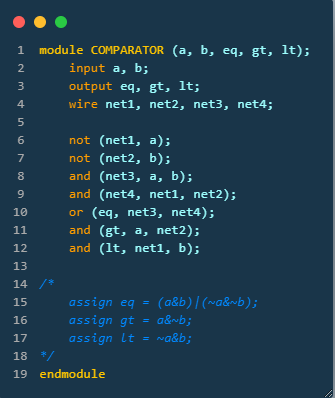 1 module COMPARATOR (a, b, eq, gt, lt);
2     input a, b;
3     output eq, gt, lt;
4     wire net1, net2, net3, net4;
5
6     not (net1, a);
7     not (net2, b);
8     and (net3, a, b);
9     and (net4, net1, net2);
10     or (eq, net3, net4);
11     and (gt, a, net2);
12     and (lt, net1, b);
13
14 /*
15     assign eq = (a&b)|(~a&~b);
16     assign gt = a&~b;
17     assign lt = ~a&b;
18 */
19 endmodule